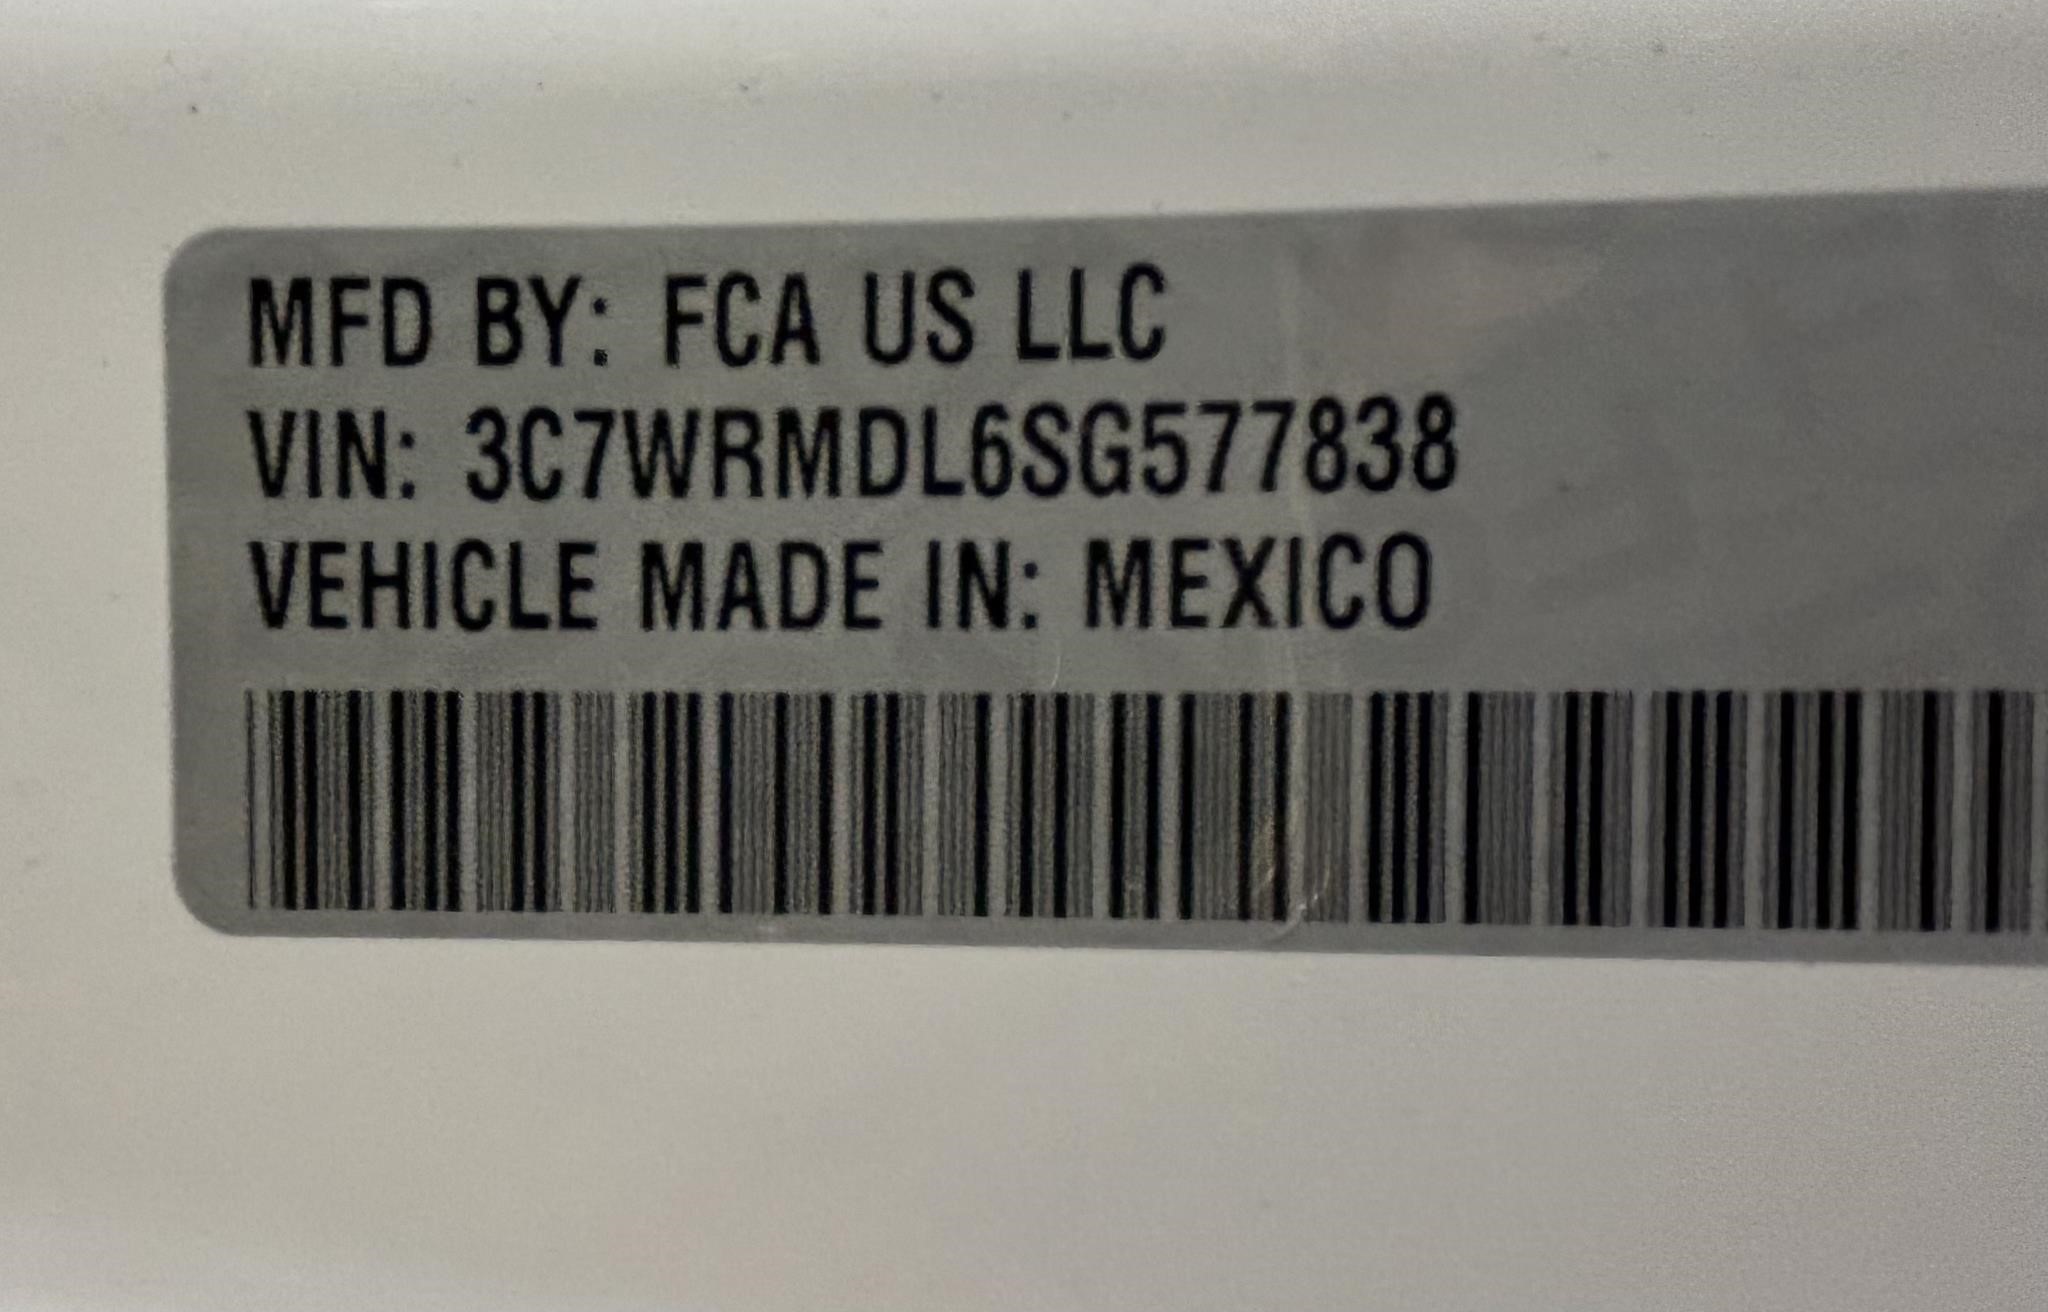 MFD BY: FCA US LLC
VIN: 3C7WRMDL6SG577838
VEHICLE MADE IN: MEXICO